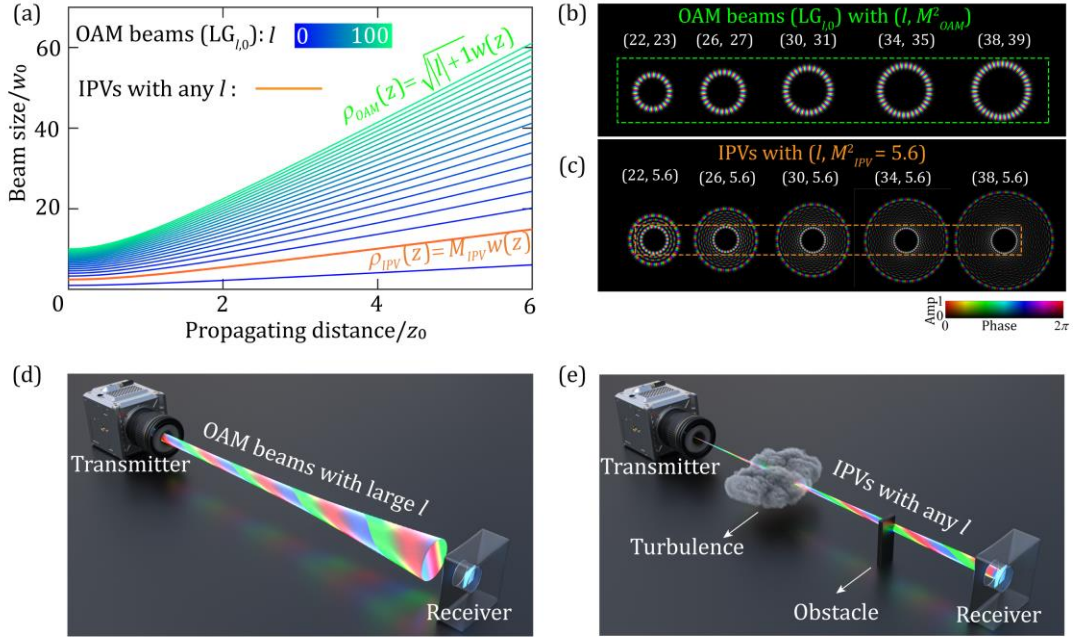 (a)
60
40
20
Beam size/w₀
OAM beams (LGₗ,₀): l 0 100
IPVs with any l :
ρ_OAM(z)=√|l|+1w(z)
ρ_IPV(z)=M_IPVw(z)
0 2 4 6
Propagating distance/z₀
(b)
OAM beams (LGₗ,₀) with (l, M²_OAM)
(22, 23) (26, 27) (30, 31) (34, 35) (38, 39)
(c)
IPVs with (l, M²_IPV = 5.6)
(22, 5.6) (26, 5.6) (30, 5.6) (34, 5.6) (38, 5.6)
Amp
1
0
0 Phase 2π
(d)
Transmitter
OAM beams with large l
Receiver
(e)
Transmitter
IPVs with any l
Turbulence
Obstacle
Receiver